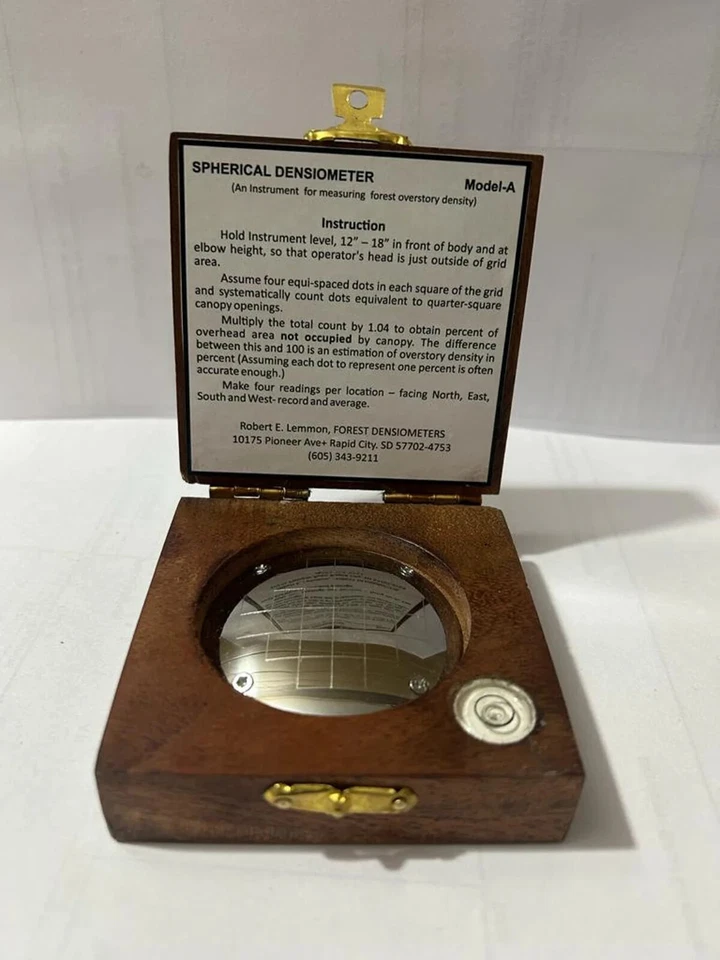 SPHERICAL DENSIOMETER
Model-A
(An Instrument for measuring forest overstory density)
Instruction
Hold Instrument level, 12” – 18” in front of body and at
elbow height, so that operator's head is just outside of grid
area.
Assume four equi-spaced dots in each square of the grid
and systematically count dots equivalent to quarter-square
canopy openings.
Multiply the total count by 1.04 to obtain percent of
overhead area not occupied by canopy. The difference
between this and 100 is an estimation of overstory density in
percent (Assuming each dot to represent one percent is often
accurate enough.)
Make four readings per location – facing North, East,
South and West- record and average.
Robert E. Lemmon, FOREST DENSIOMETERS
10175 Pioneer Ave+ Rapid City. SD 57702-4753
(605) 343-9211